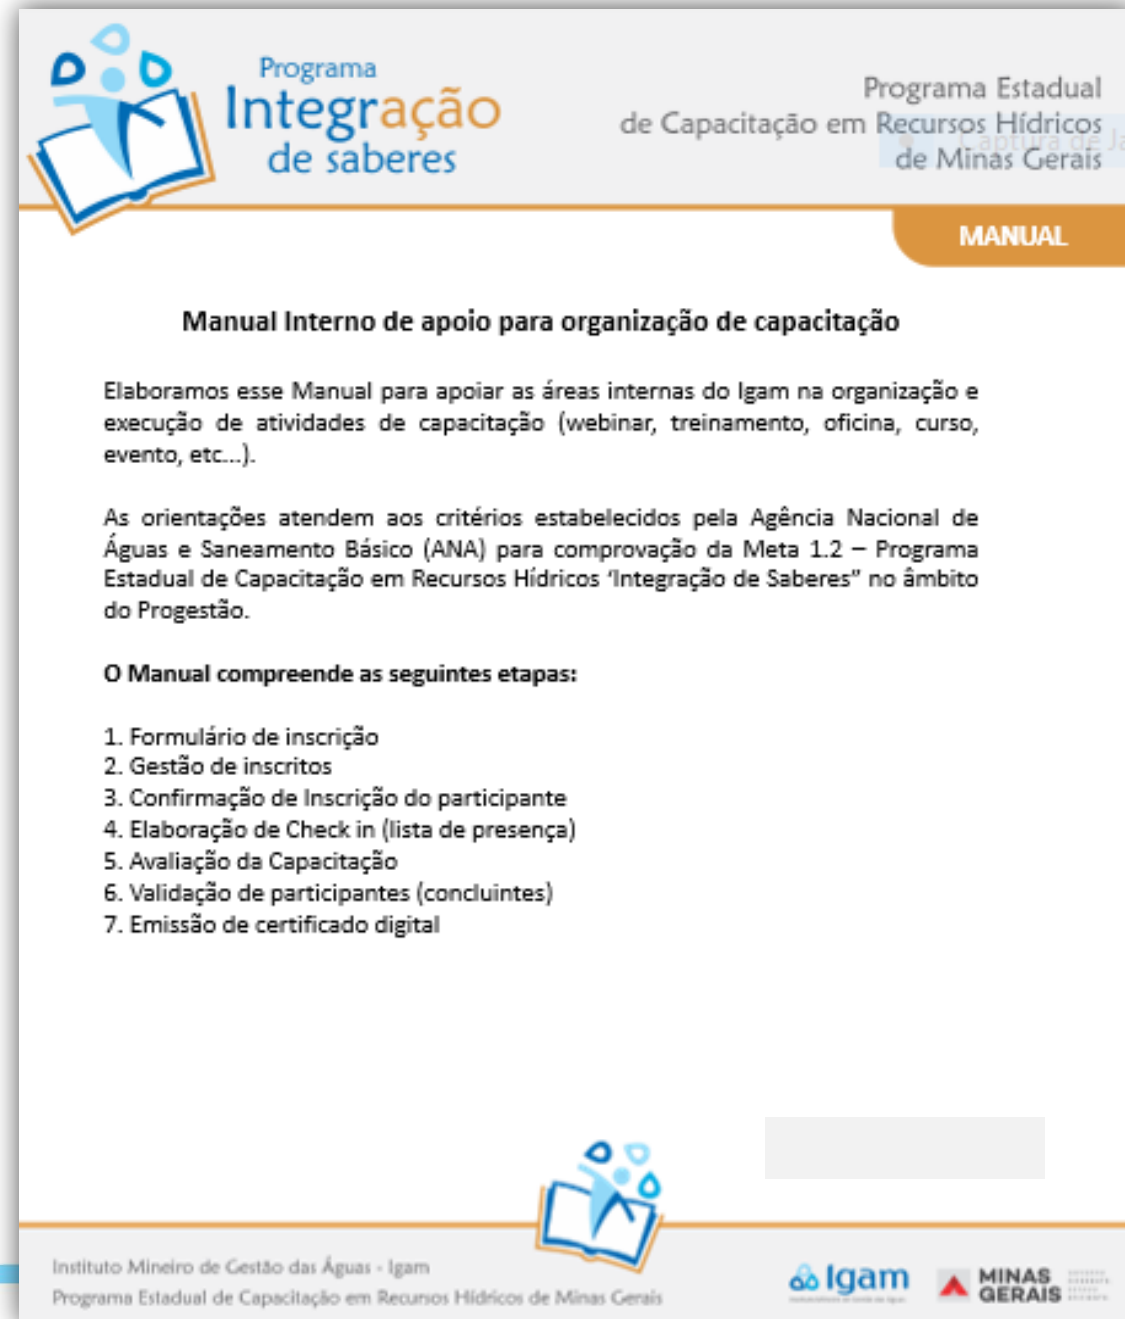 Programa
Integração
de saberes
Programa Estadual
de Capacitação em Recursos Hídricos
de Minas Gerais
Captura de Ja
MANUAL
Manual Interno de apoio para organização de capacitação
Elaboramos esse Manual para apoiar as áreas internas do Igam na organização e
execução de atividades de capacitação (webinar, treinamento, oficina, curso,
evento, etc...).
As orientações atendem aos critérios estabelecidos pela Agência Nacional de
Águas e Saneamento Básico (ANA) para comprovação da Meta 1.2 – Programa
Estadual de Capacitação em Recursos Hídricos ‘Integração de Saberes” no âmbito
do Progestão.
O Manual compreende as seguintes etapas:
1. Formulário de inscrição
2. Gestão de inscritos
3. Confirmação de Inscrição do participante
4. Elaboração de Check in (lista de presença)
5. Avaliação da Capacitação
6. Validação de participantes (concluintes)
7. Emissão de certificado digital
Instituto Mineiro de Gestão das Águas - Igam
Programa Estadual de Capacitação em Recursos Hídricos de Minas Gerais
Igam
MINAS
GERAIS